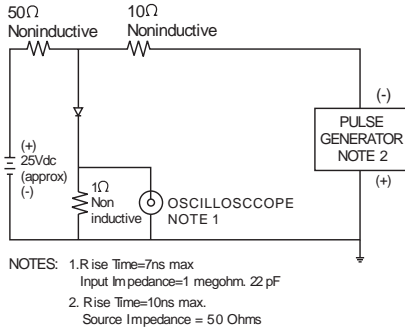 50Ω
Noninductive
10Ω
Noninductive
(+)
25Vdc
(approx)
(-)
1Ω
Non
inductive
OSCILLOSCCOPE
NOTE 1
(-)
PULSE
GENERATOR
NOTE 2
(+)
NOTES: 1.Rise Time=7ns max
Input Impedance=1 megohm. 22 pF
2. Rise Time=10ns max.
Source Impedance = 50 Ohms